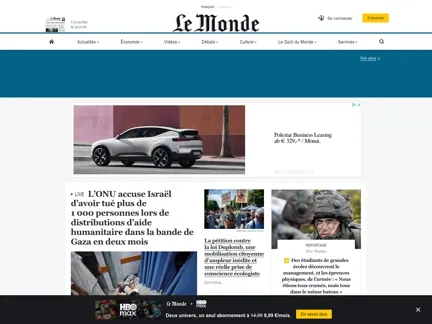 Français
Consulter
le journal
Le Monde
Se connecter
S'abonner
Actualités
Économie
Vidéos
Débats
Culture
Le Goût du Monde
Services
Voir plus
Polestar Business Leasing
ab € 329,-* / Monat.
LIVE L'ONU accuse Israël
d'avoir tué plus de
1 000 personnes lors de
distributions d'aide
humanitaire dans la bande de
Gaza en deux mois
La pétition contre
la loi Duplomb, une
mobilisation citoyenne
d'ampleur inédite et
une réelle prise de
conscience écologiste
ÉDITORIAL
REPORTAGE
Des étudiants de grandes
écoles découvrent le
management, et les épreuves
physiques, de l'armée : « Nous
étions tous crevés, mais tous
dans le même bateau »
Le Monde + HBO max
Deux univers, un seul abonnement à 14,99 9,99 €/mois.
En savoir plus